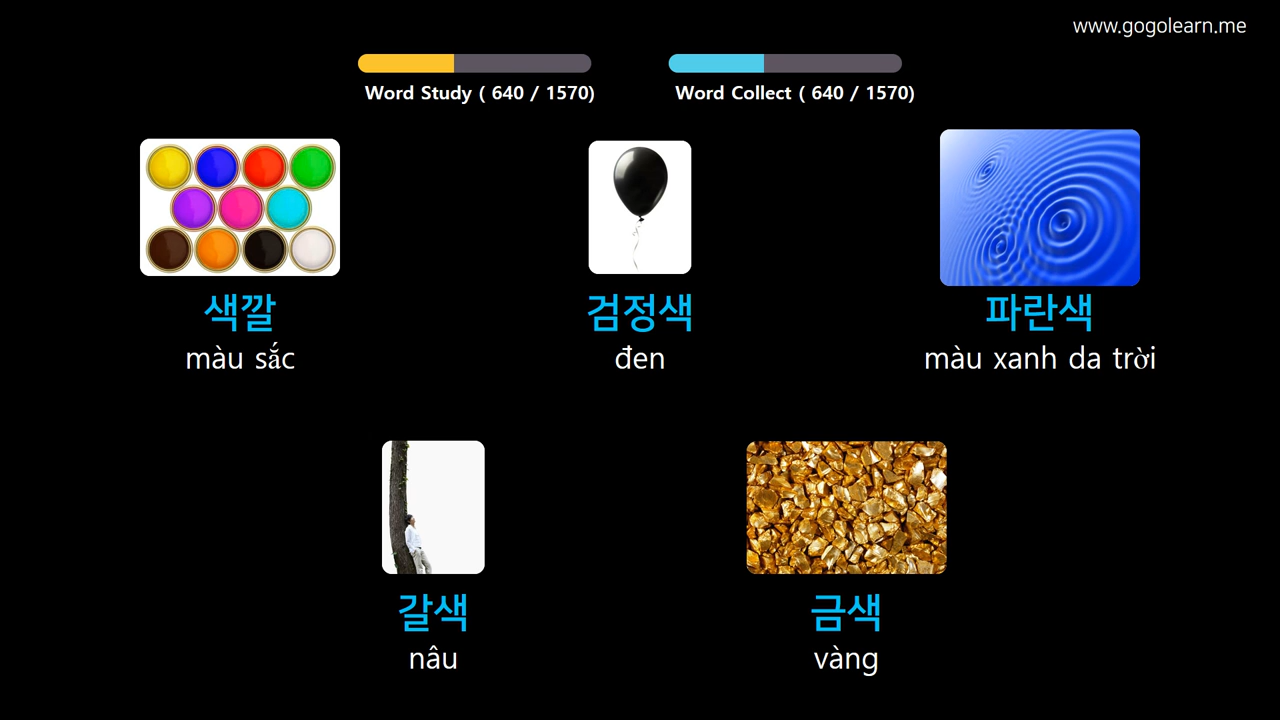 www.gogolearn.me
Word Study ( 640 / 1570)
Word Collect ( 640 / 1570)
색깔
검정색
파란색
màu sắc
đen
màu xanh da trời
갈색
금색
nâu
vàng